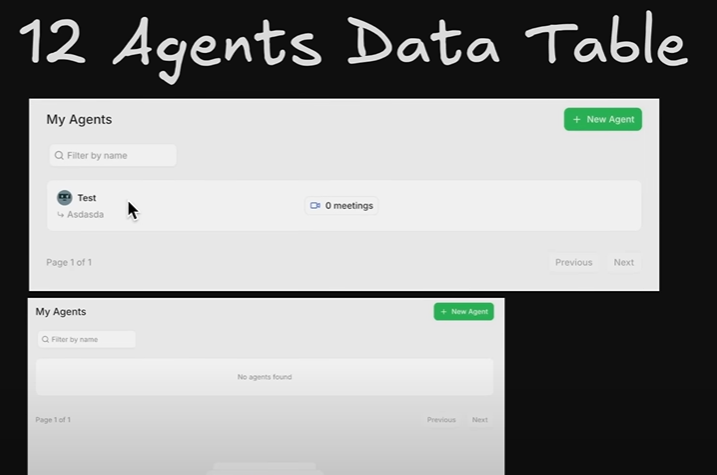 12 Agents Data Table
My Agents
+ New Agent
Filter by name
Test
0 meetings
↳ Asdasda
Page 1 of 1
Previous Next
My Agents
+ New Agent
Filter by name
No agents found
Page 1 of 1
Previous Next